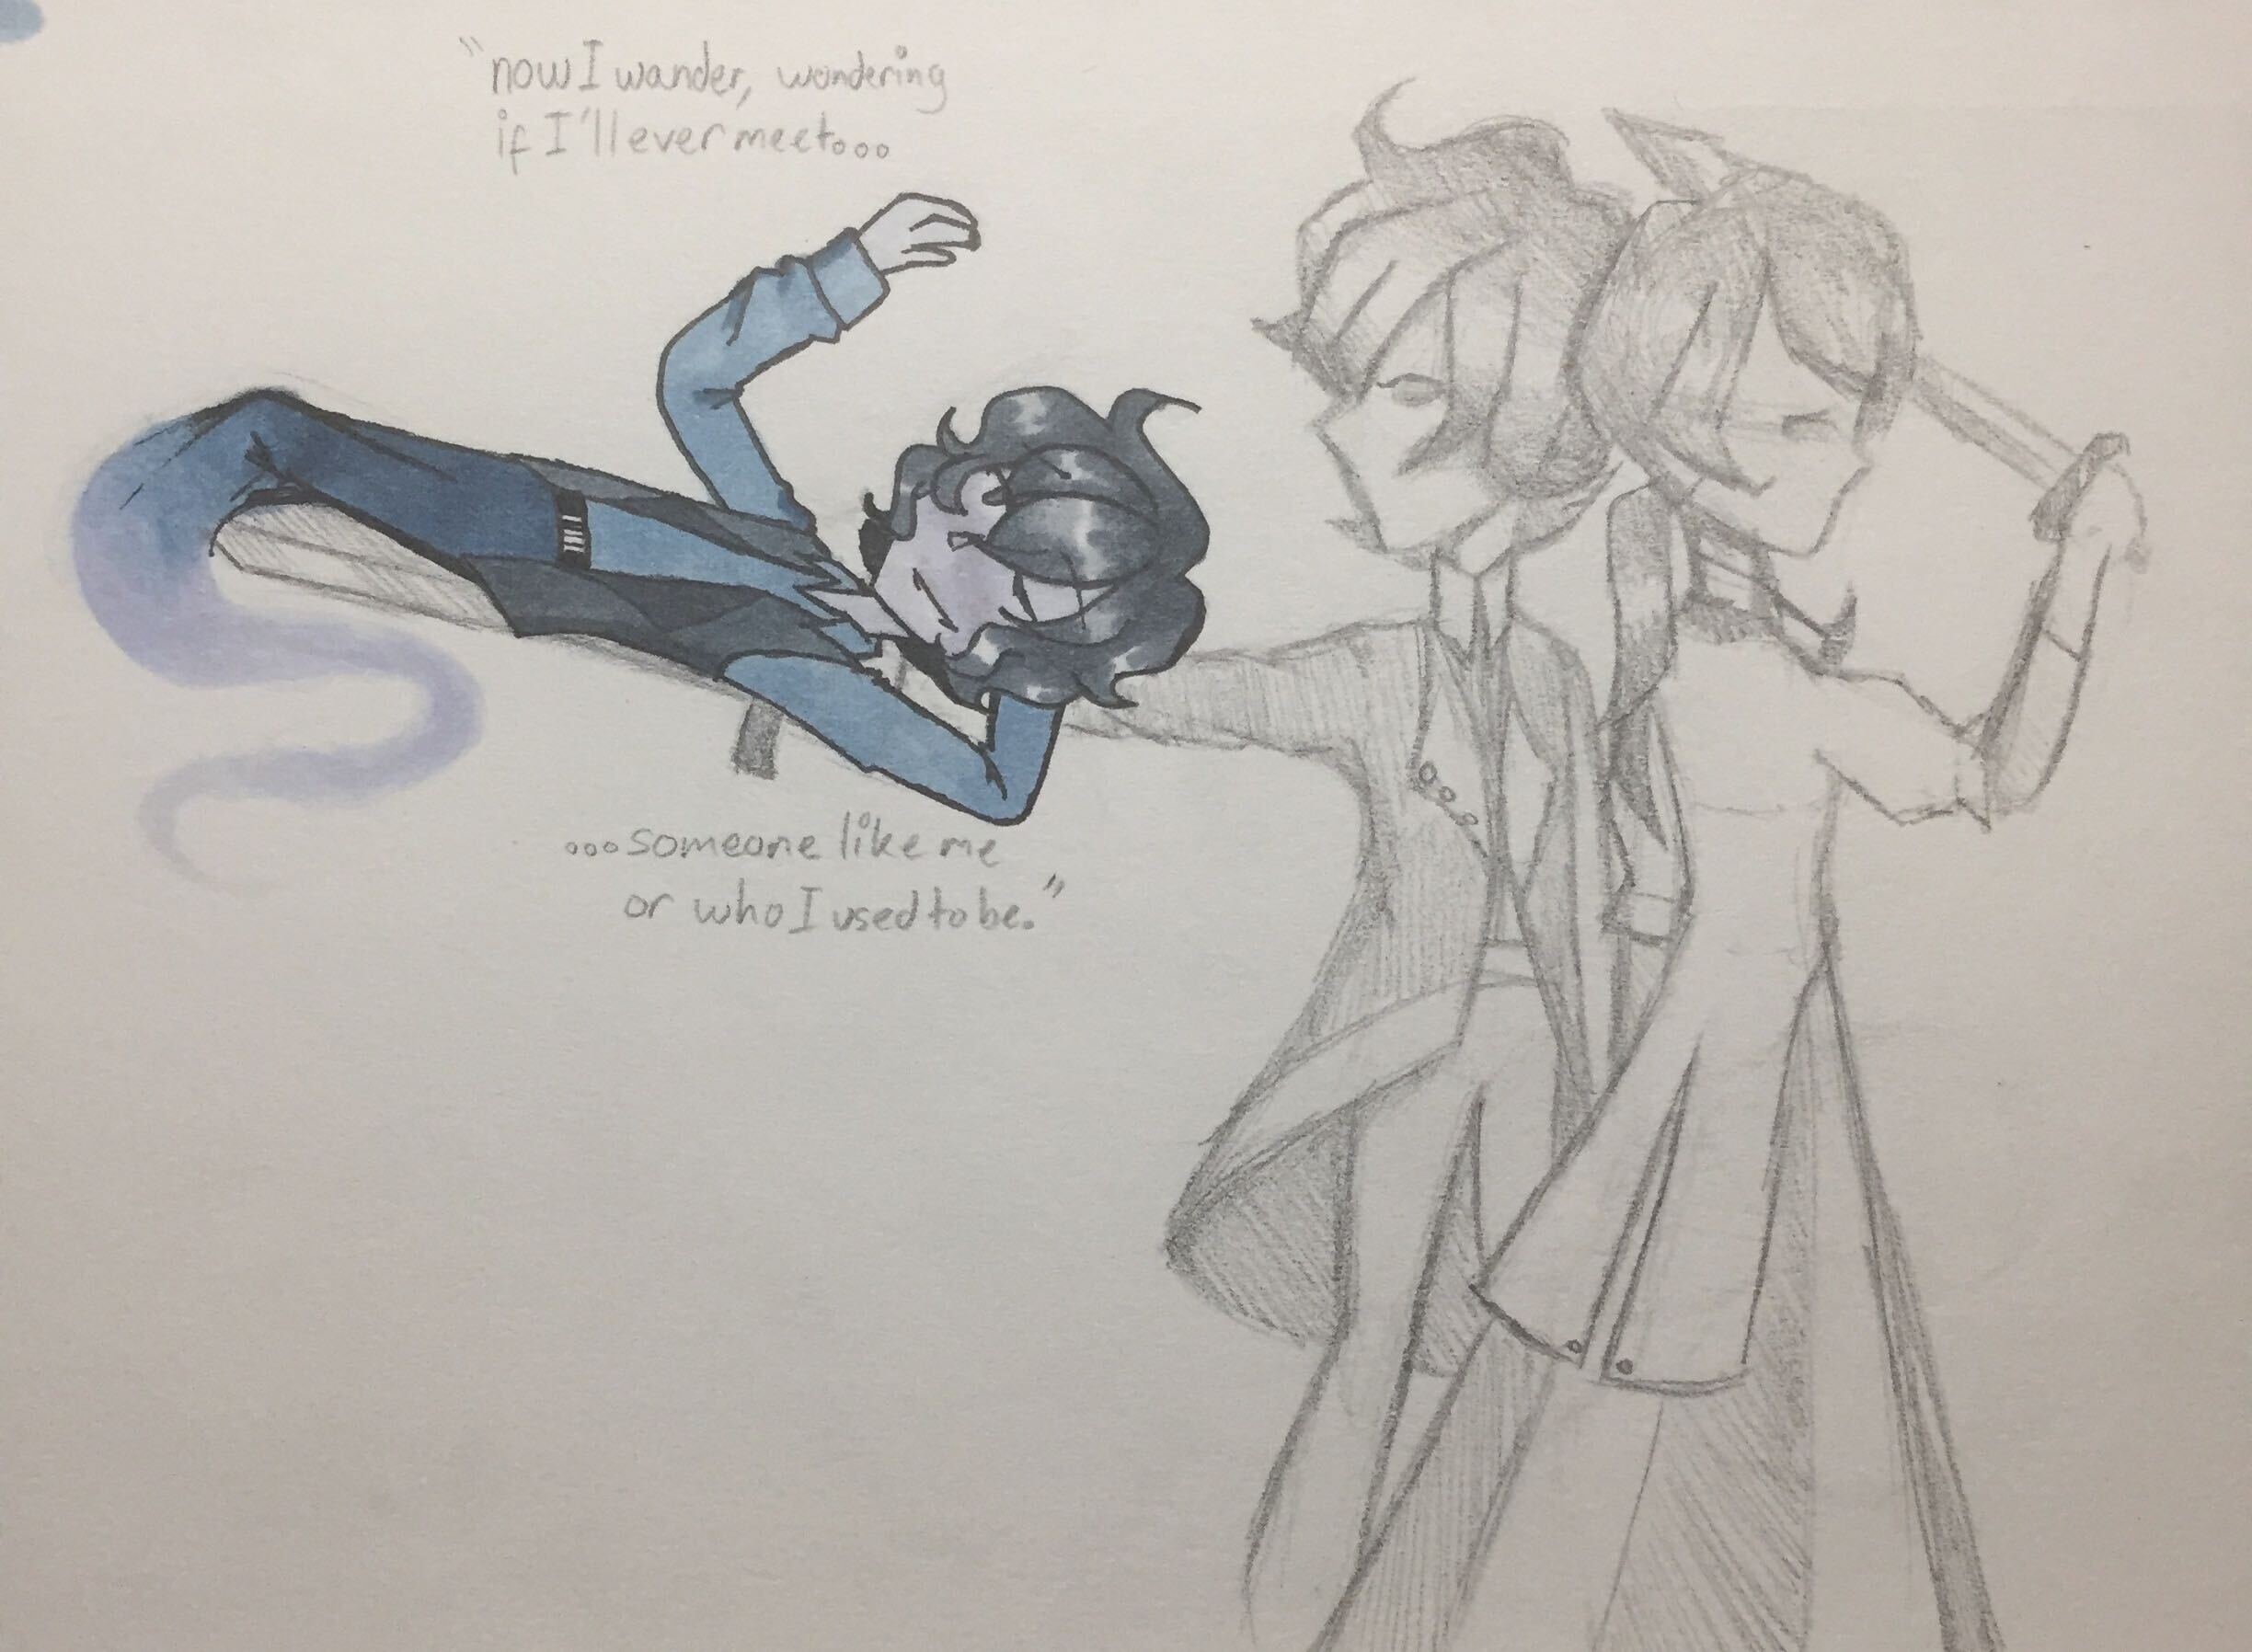 "now I wander, wondering
if I'll ever meet...
...someone like me
or who I used to be."